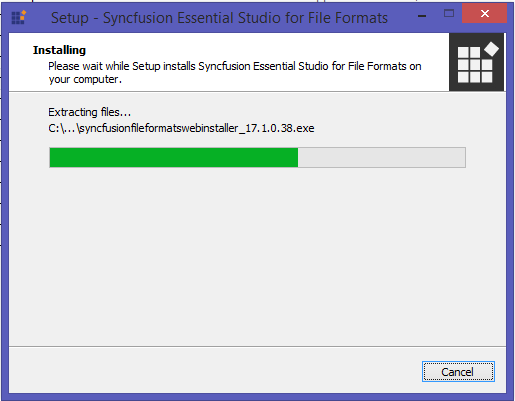 Setup - Syncfusion Essential Studio for File Formats
Installing
Please wait while Setup installs Syncfusion Essential Studio for File Formats on
your computer.
Extracting files...
C:\...\syncfusionfileformatswebinstaller_17.1.0.38.exe
Cancel